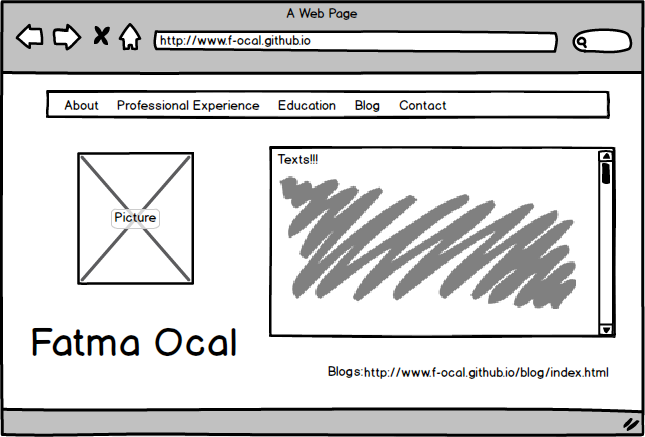 A Web Page
http://www.f-ocal.github.io
About Professional Experience Education Blog Contact
Texts!!!
Picture
Fatma Ocal
Blogs:http://www.f-ocal.github.io/blog/index.html